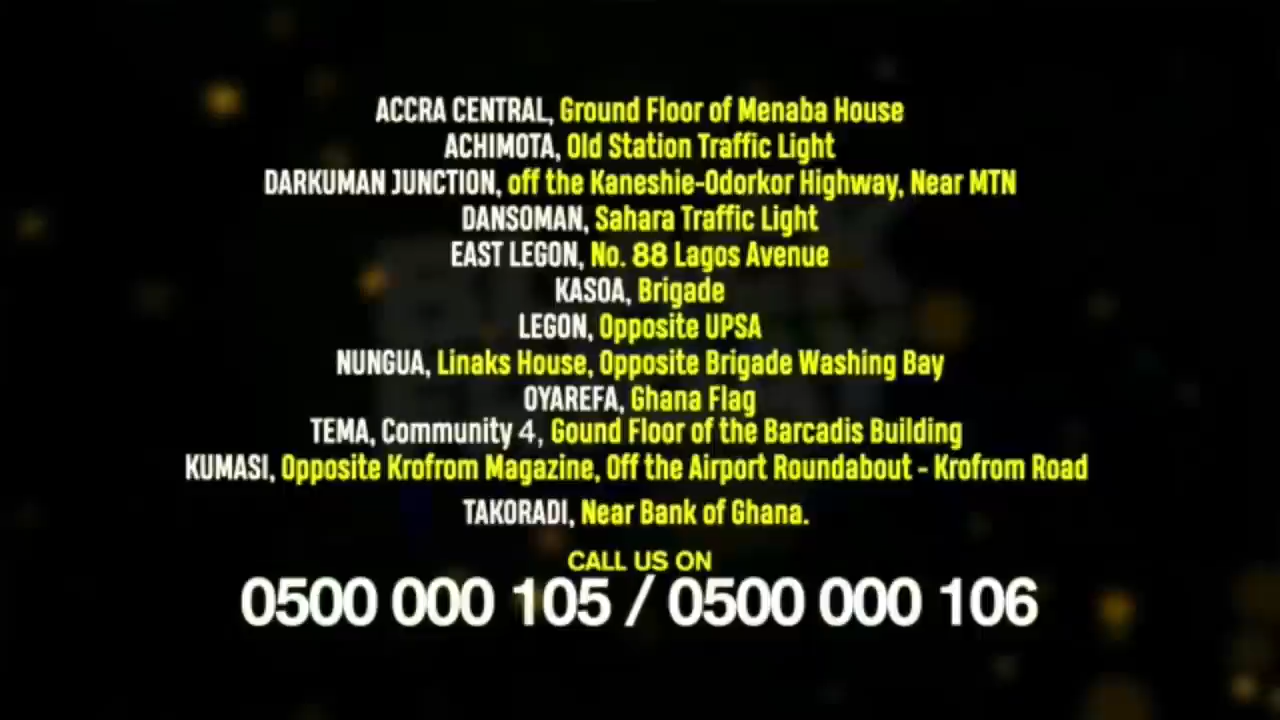 ACCRA CENTRAL, Ground Floor of Menaba House
ACHIMOTA, Old Station Traffic Light
DARKUMAN JUNCTION, off the Kaneshie-Odorkor Highway, Near MTN
DANSOMAN, Sahara Traffic Light
EAST LEGON, No. 88 Lagos Avenue
KASOA, Brigade
LEGON, Opposite UPSA
NUNGUA, Linaks House, Opposite Brigade Washing Bay
OYAREFA, Ghana Flag
TEMA, Community 4, Gound Floor of the Barcadis Building
KUMASI, Opposite Krofrom Magazine, Off the Airport Roundabout - Krofrom Road
TAKORADI, Near Bank of Ghana.
CALL US ON
0500 000 105 / 0500 000 106